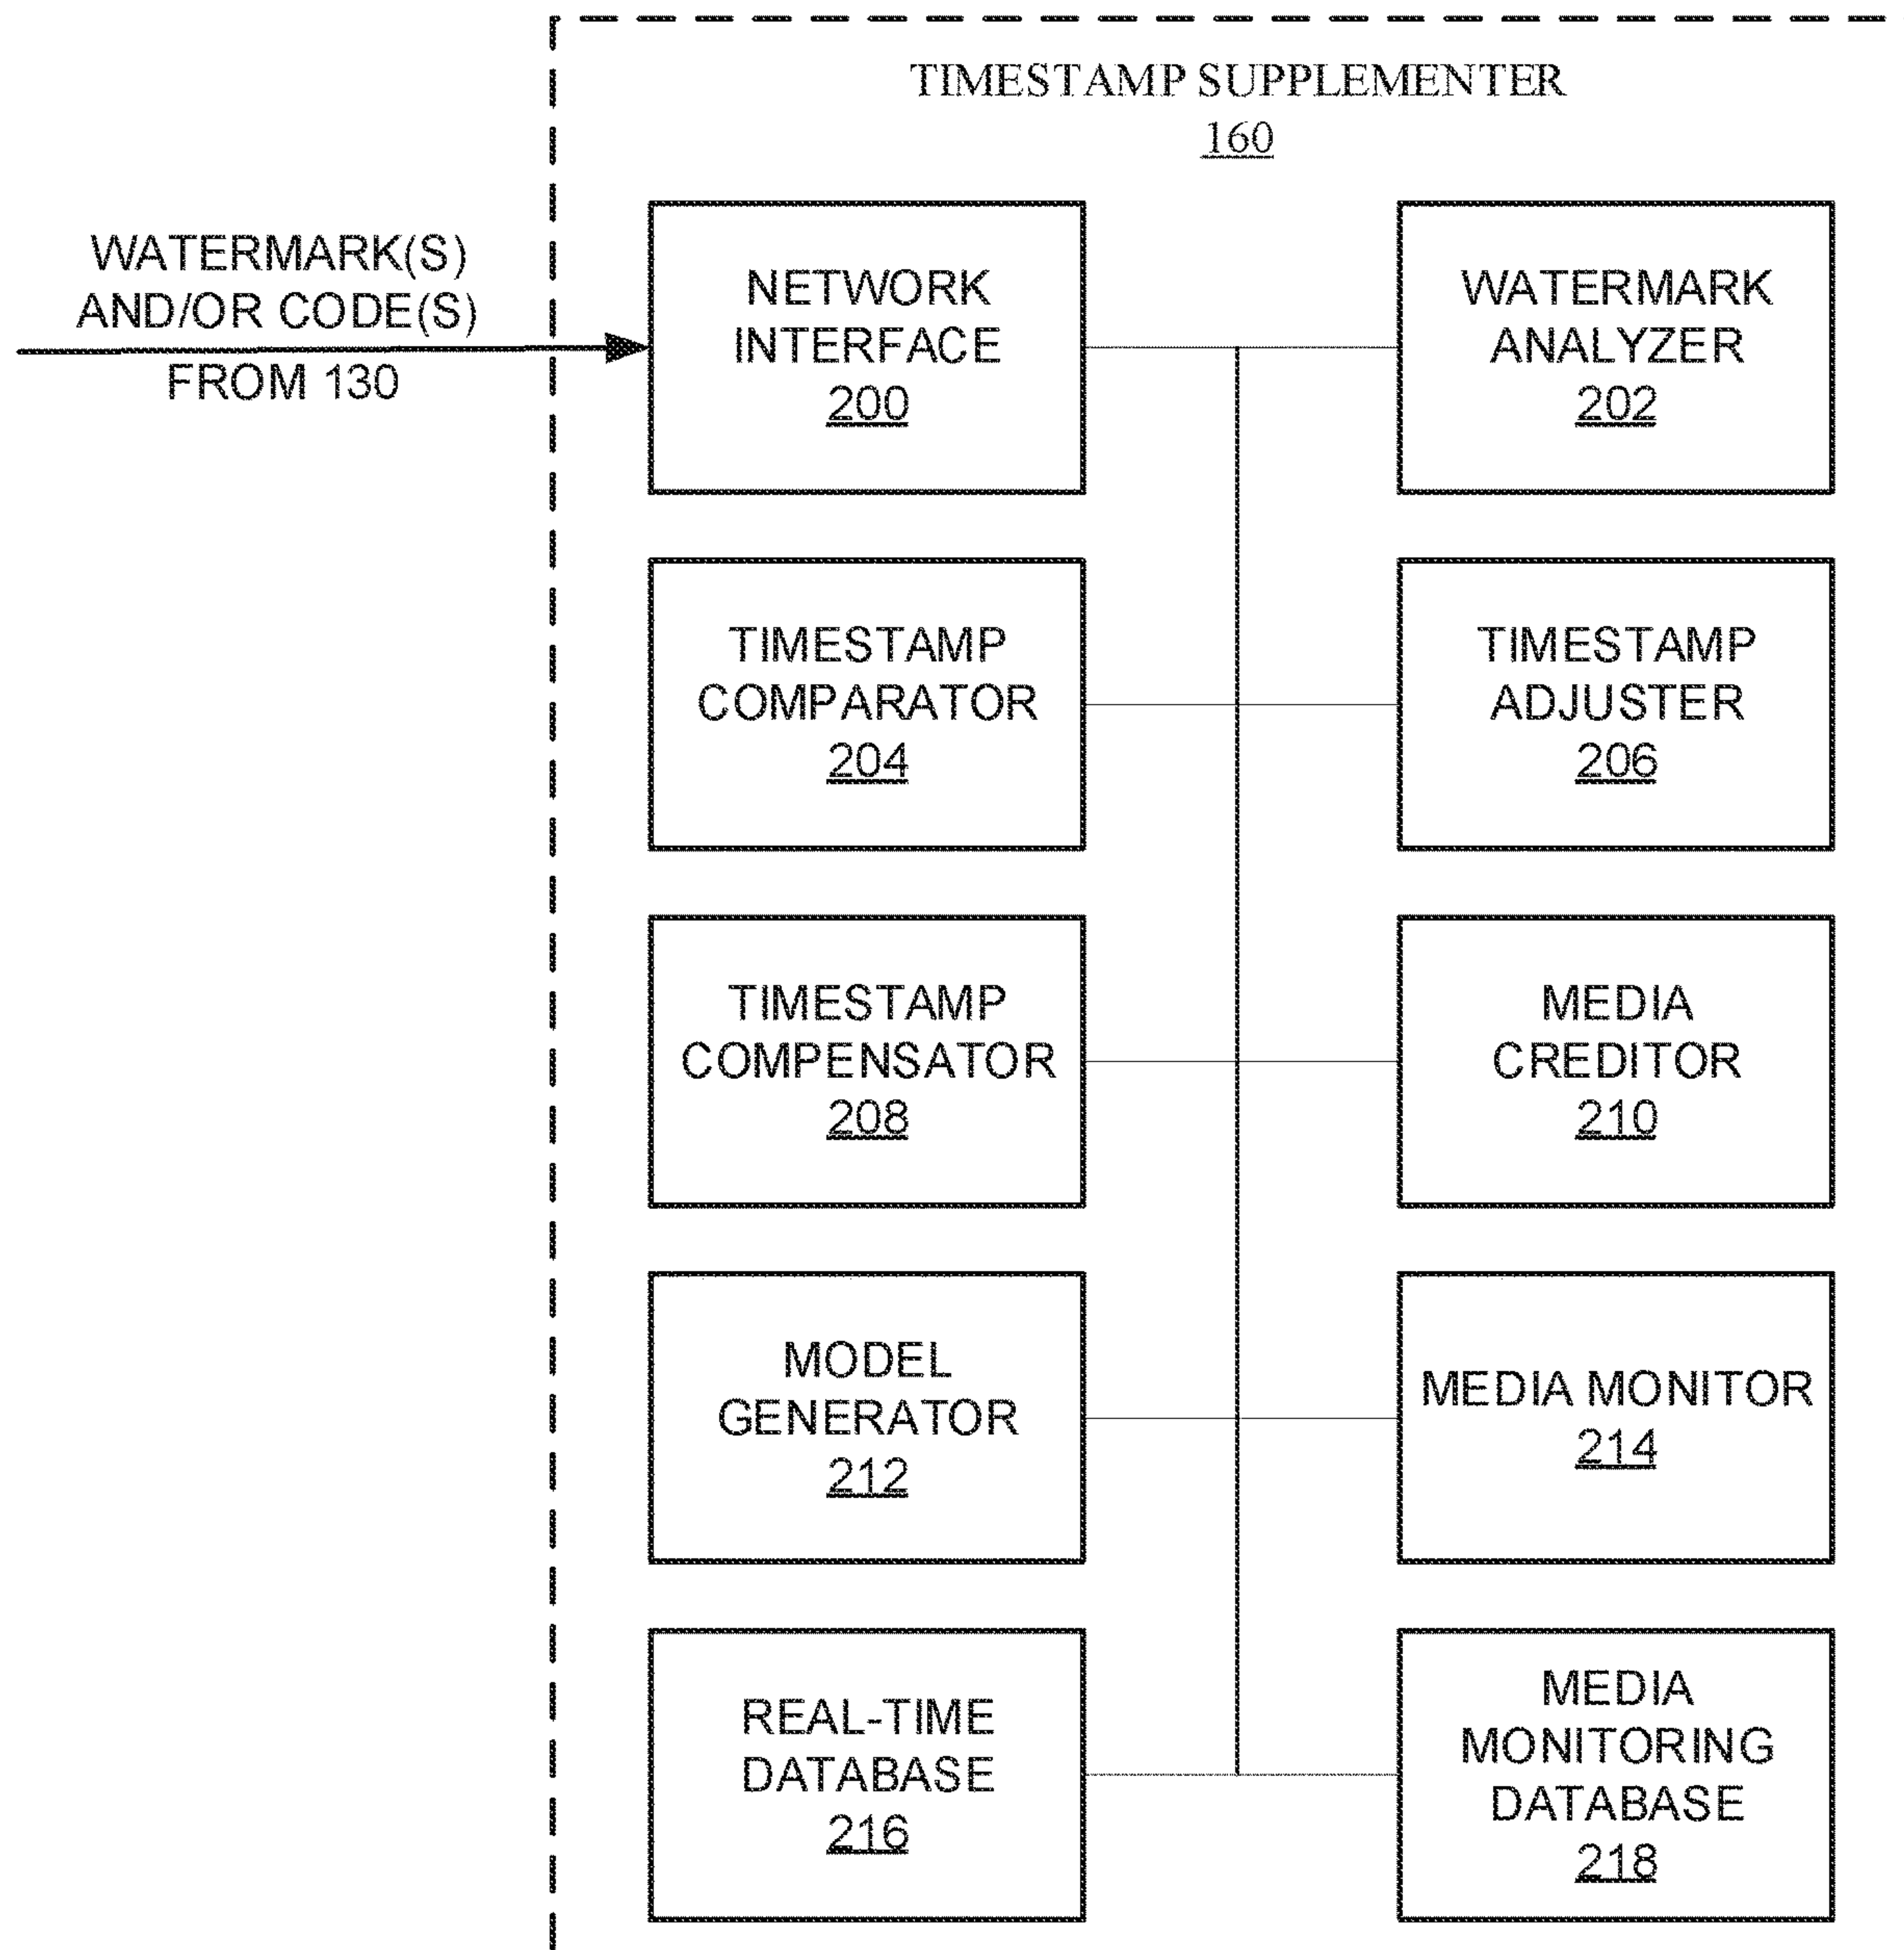 TIMESTAMP SUPPLEMENTER
160
WATERMARK(S)
AND/OR CODE(S)
FROM 130
NETWORK
INTERFACE
200
WATERMARK
ANALYZER
202
TIMESTAMP
COMPARATOR
204
TIMESTAMP
ADJUSTER
206
TIMESTAMP
COMPENSATOR
208
MEDIA
CREDITOR
210
MODEL
GENERATOR
212
MEDIA MONITOR
214
REAL-TIME
DATABASE
216
MEDIA
MONITORING
DATABASE
218